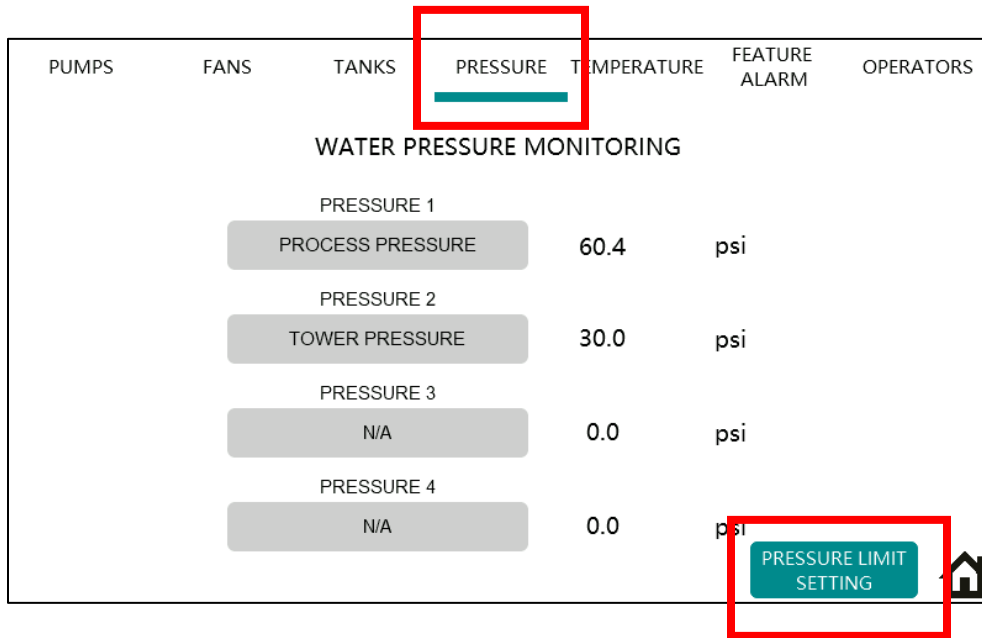 PUMPS FANS TANKS PRESSURE TEMPERATURE FEATURE ALARM OPERATORS
WATER PRESSURE MONITORING
PRESSURE 1
PROCESS PRESSURE 60.4 psi
PRESSURE 2
TOWER PRESSURE 30.0 psi
PRESSURE 3
N/A 0.0 psi
PRESSURE 4
N/A 0.0 psi
PRESSURE LIMIT
SETTING